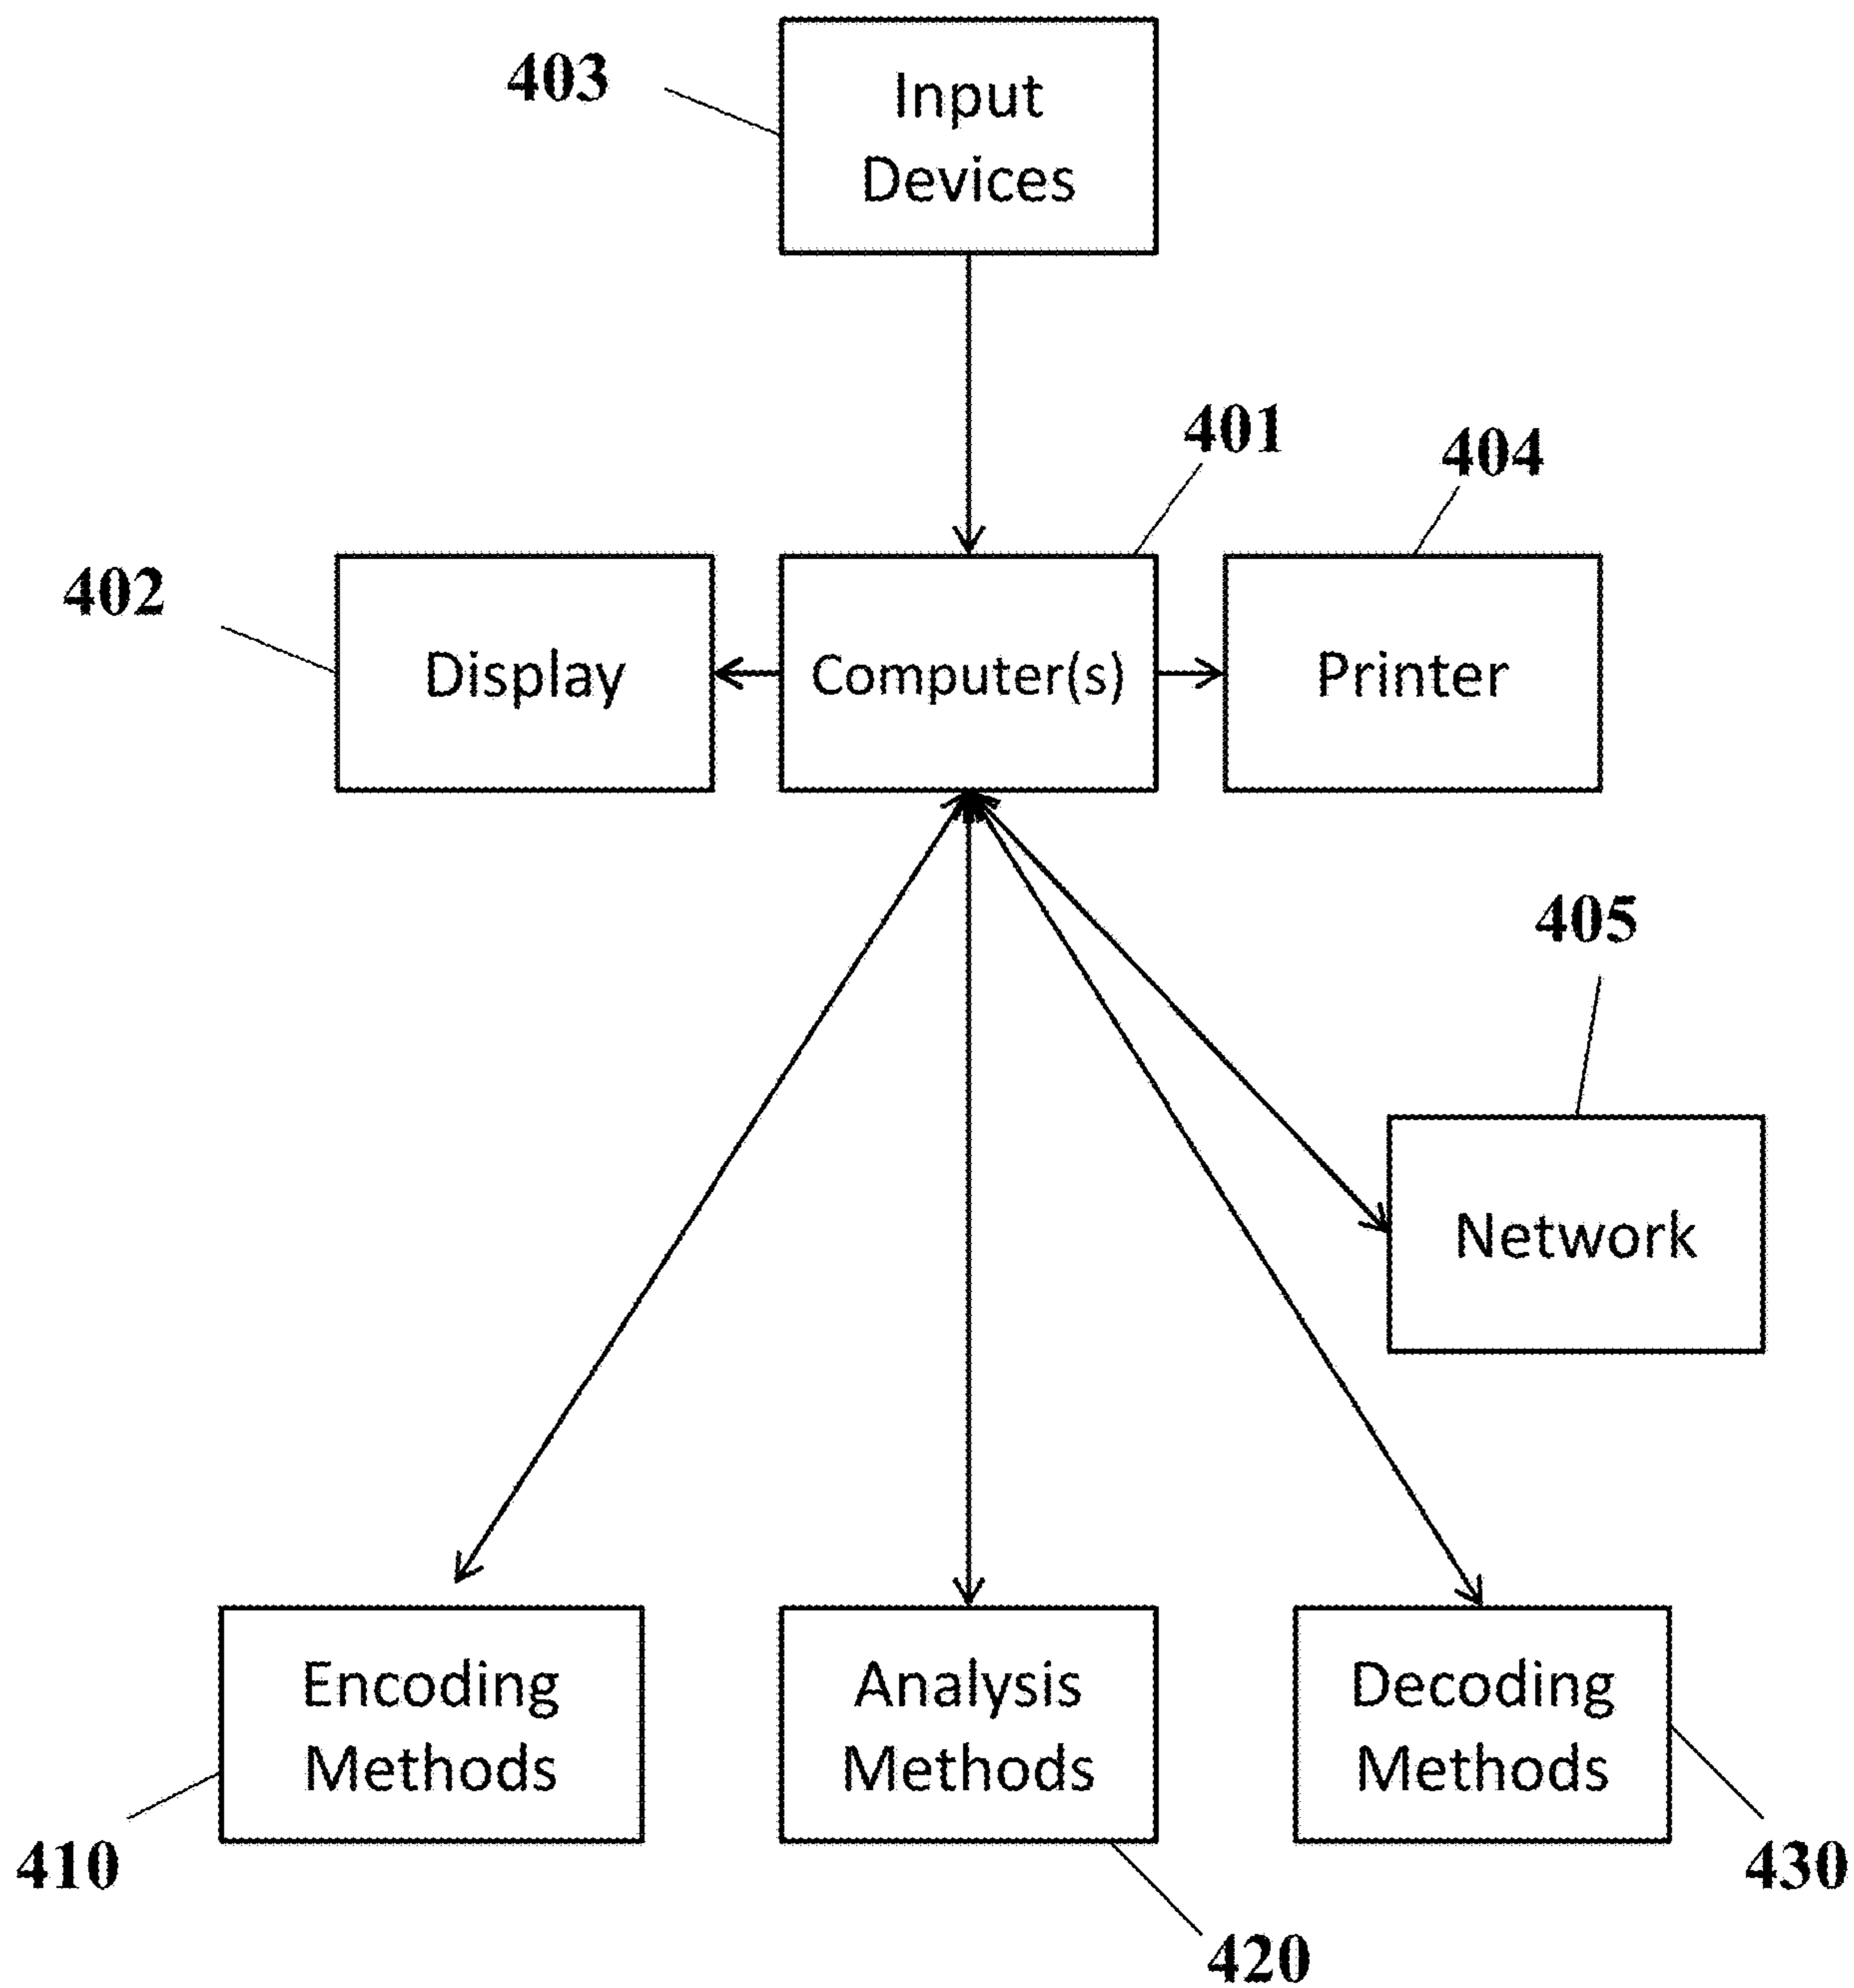 403
Input
Devices
401
404
402
Display
Computer(s)
Printer
405
Network
Encoding
Methods
Analysis
Methods
Decoding
Methods
410
430
420